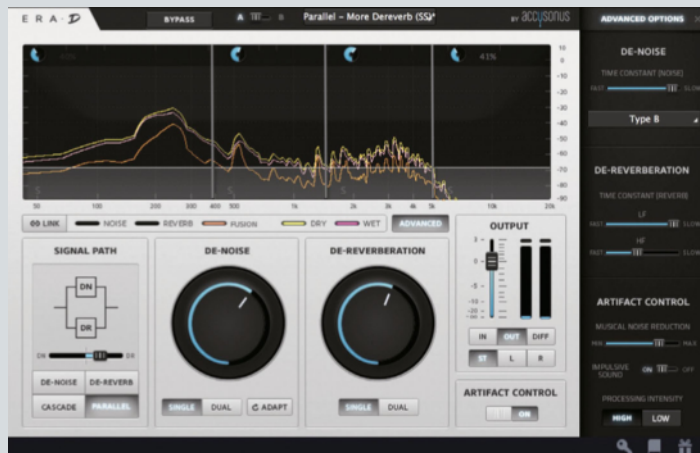 ERA·D
BYPASS
A B
Parallel – More Dereverb (SS)*
BY accusonus
41%
10
0
-10
-20
-30
-40
-50
-60
-70
-80
-90
50 100 200 300 400 500 1k 2k 3k 4k 5k 10k 20k
LINK
NOISE
REVERB
FUSION
DRY
WET
ADVANCED
SIGNAL PATH
DN
DR
DN DR
DE-NOISE DE-REVERB
CASCADE PARALLEL
DE-NOISE
SINGLE DUAL
ADAPT
DE-REVERBERATION
SINGLE DUAL
OUTPUT
IN OUT DIFF
ST L R
ARTIFACT CONTROL
ON
ADVANCED OPTIONS
DE-NOISE
TIME CONSTANT [NOISE]
FAST SLOW
Type B
DE-REVERBERATION
TIME CONSTANT [REVERB]
LF
FAST SLOW
HF
FAST SLOW
ARTIFACT CONTROL
MUSICAL NOISE REDUCTION
MIN MAX
IMPULSIVE SOUND
ON OFF
PROCESSING INTENSITY
HIGH LOW